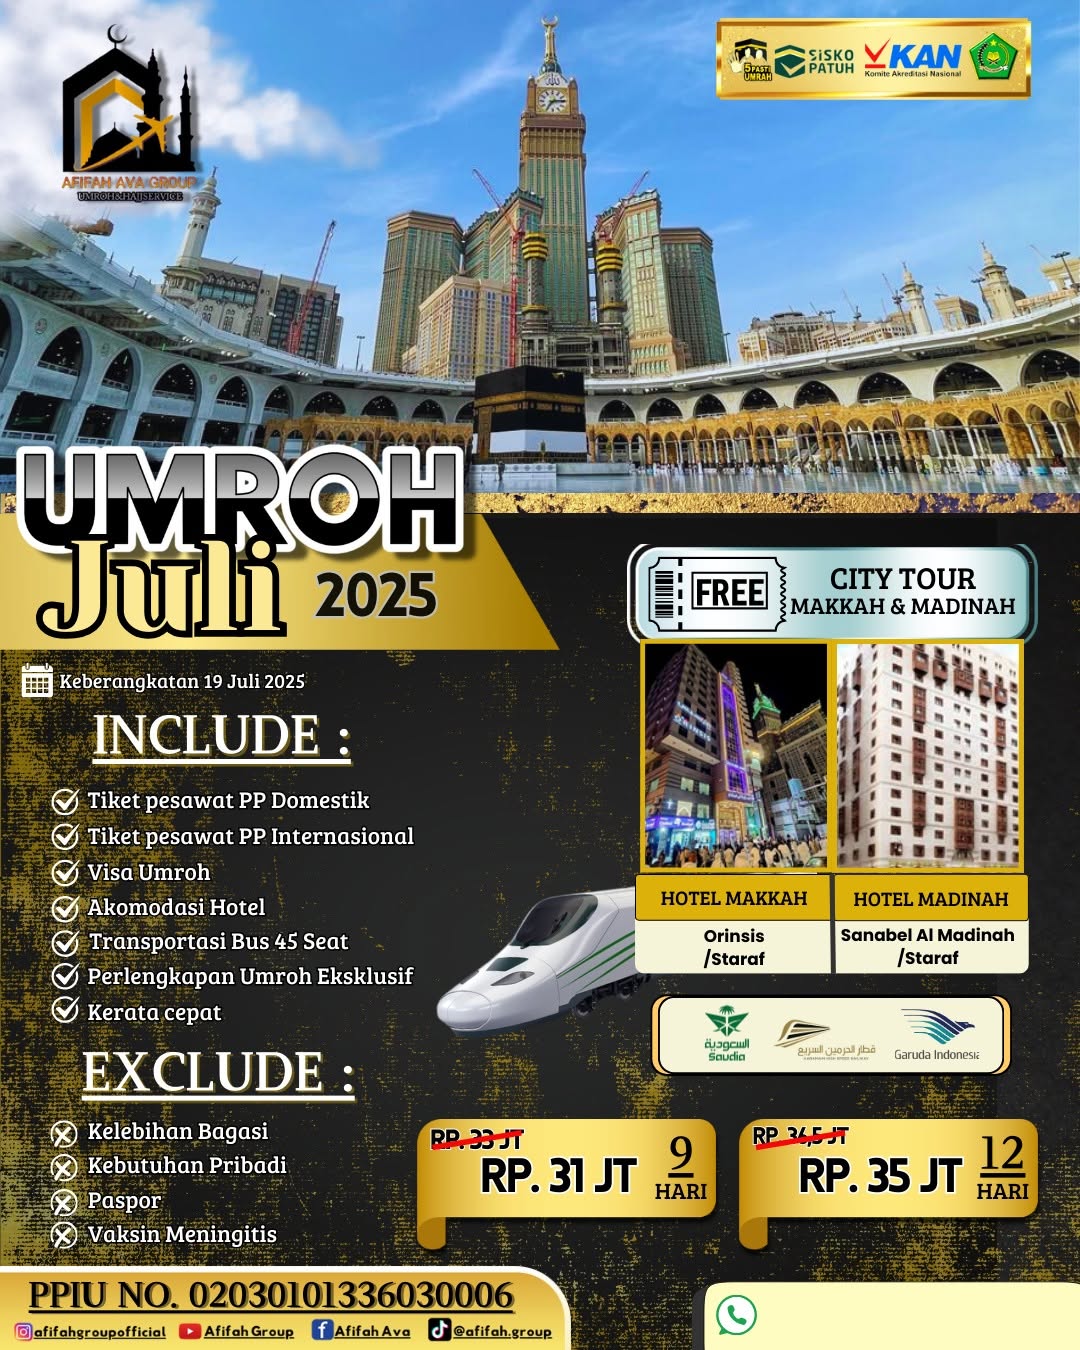 AFIFAH AVA GROUP
UMROH&HAJJ SERVICE
5 PASTI
UMRAH
SISKO
PATUH
KAN
Komite Akreditasi Nasional
UMROH
Juli 2025
Keberangkatan 19 Juli 2025
INCLUDE :
Tiket pesawat PP Domestik
Tiket pesawat PP Internasional
Visa Umroh
Akomodasi Hotel
Transportasi Bus 45 Seat
Perlengkapan Umroh Eksklusif
Kerata cepat
EXCLUDE :
Kelebihan Bagasi
Kebutuhan Pribadi
Paspor
Vaksin Meningitis
FREE
CITY TOUR
MAKKAH & MADINAH
HOTEL MAKKAH
Orinsis
/Staraf
HOTEL MADINAH
Sanabel Al Madinah
/Staraf
السعودية
Saudia
قطار الحرمين السريع
Garuda Indonesia
RP. 33 JT
RP. 31 JT
9
HARI
RP. 34,5 JT
RP. 35 JT
12
HARI
PPIU NO. 02030101336030006
afifahgroupofficial
Afifah Group
Afifah Ava
@afifah.group